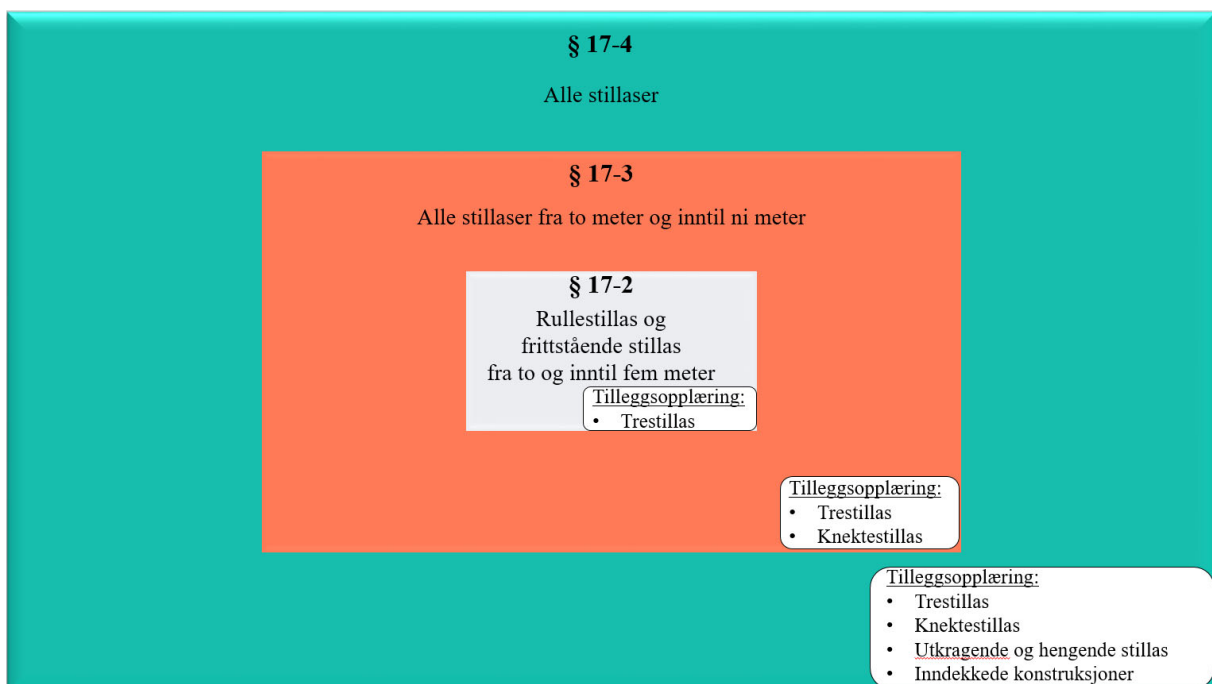 § 17-4
Alle stillaser
§ 17-3
Alle stillaser fra to meter og inntil ni meter
§ 17-2
Rullestillas og
frittstående stillas
fra to og inntil fem meter
Tilleggsopplæring:
• Trestillas
Tilleggsopplæring:
• Trestillas
• Knektestillas
Tilleggsopplæring:
• Trestillas
• Knektestillas
• Utkragende og hengende stillas
• Inndekkede konstruksjoner